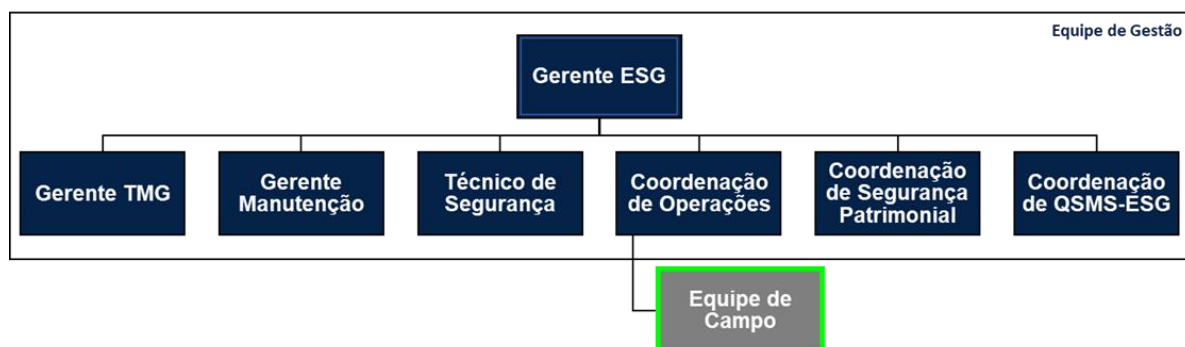 Equipe de Gestão
Gerente ESG
Gerente TMG
Gerente
Manutenção
Técnico de
Segurança
Coordenação
de Operações
Coordenação
de Segurança
Patrimonial
Coordenação
de QSMS-ESG
Equipe de
Campo